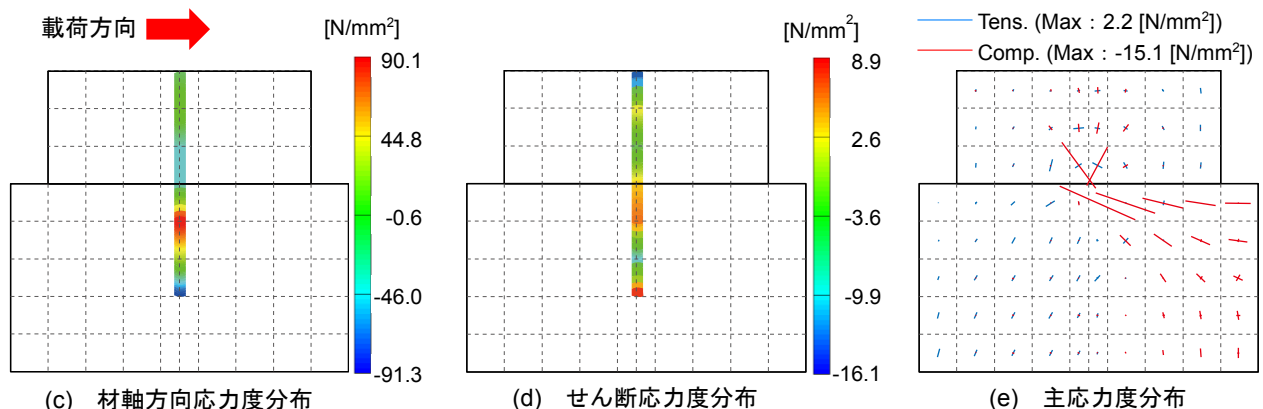 載荷方向
[N/mm²]
90.1
44.8
-0.6
-46.0
-91.3
(c) 材軸方向応力度分布
[N/mm²]
8.9
2.6
-3.6
-9.9
-16.1
(d) せん断応力度分布
Tens. (Max：2.2 [N/mm²])
Comp. (Max：-15.1 [N/mm²])
(e) 主応力度分布